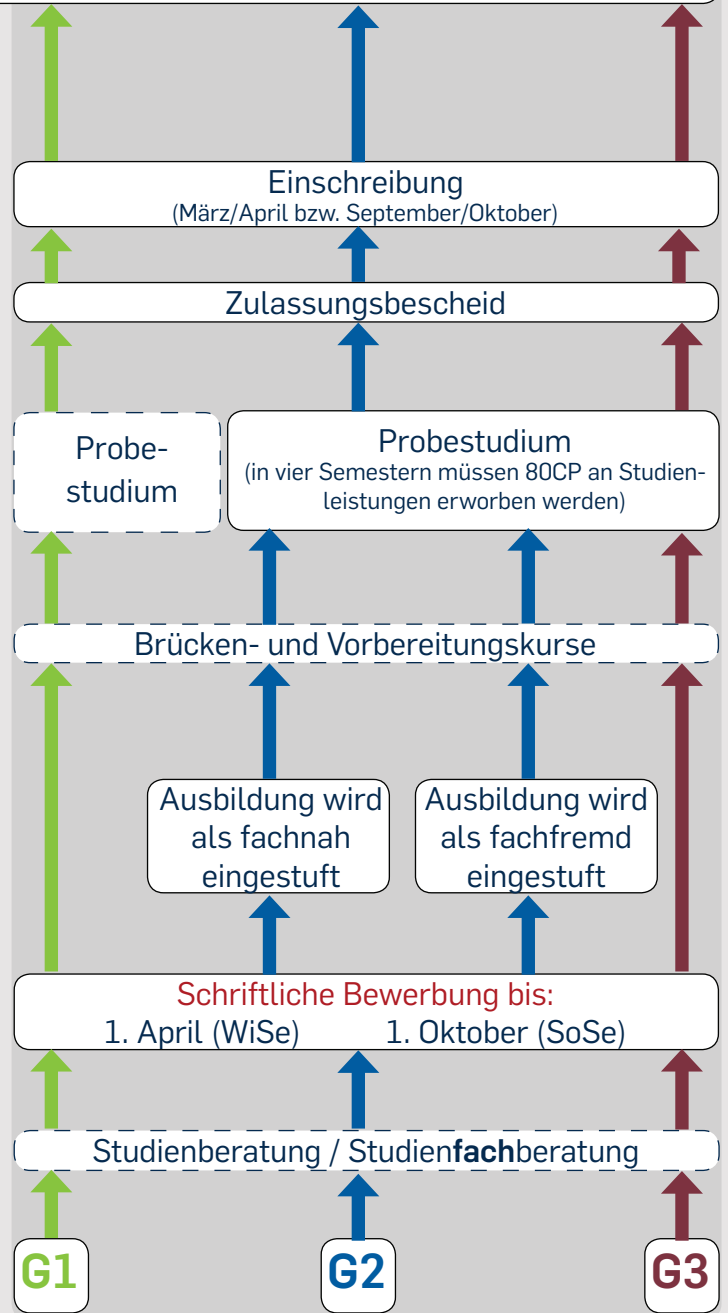 Einschreibung
(März/April bzw. September/Oktober)
Zulassungsbescheid
Probe-
studium
Probestudium
(in vier Semestern müssen 80CP an Studien-
leistungen erworben werden)
Brücken- und Vorbereitungskurse
Ausbildung wird
als fachnah
eingestuft
Ausbildung wird
als fachfremd
eingestuft
Schriftliche Bewerbung bis:
1. April (WiSe) 1. Oktober (SoSe)
Studienberatung / Studienfachberatung
G1 G2 G3